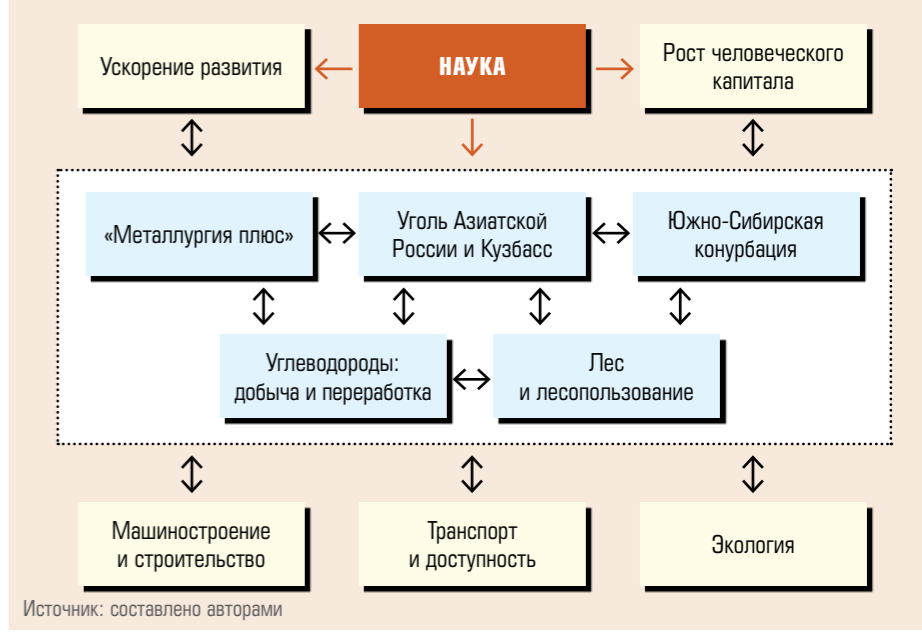 Ускорение развития
НАУКА
Рост человеческого
капитала
«Металлургия плюс»
Уголь Азиатской
России и Кузбасс
Южно-Сибирская
конурбация
Углеводороды:
добыча и переработка
Лес
и лесопользование
Машиностроение
и строительство
Транспорт
и доступность
Экология
Источник: составлено авторами